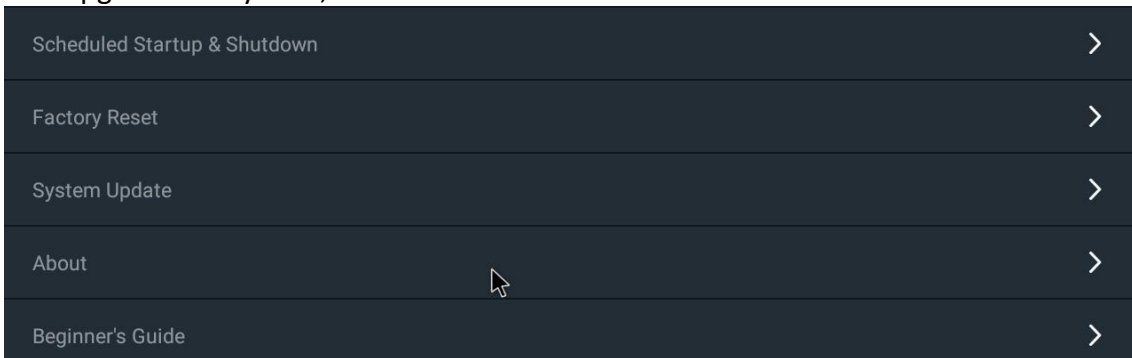 Scheduled Startup & Shutdown
Factory Reset
System Update
About
Beginner's Guide